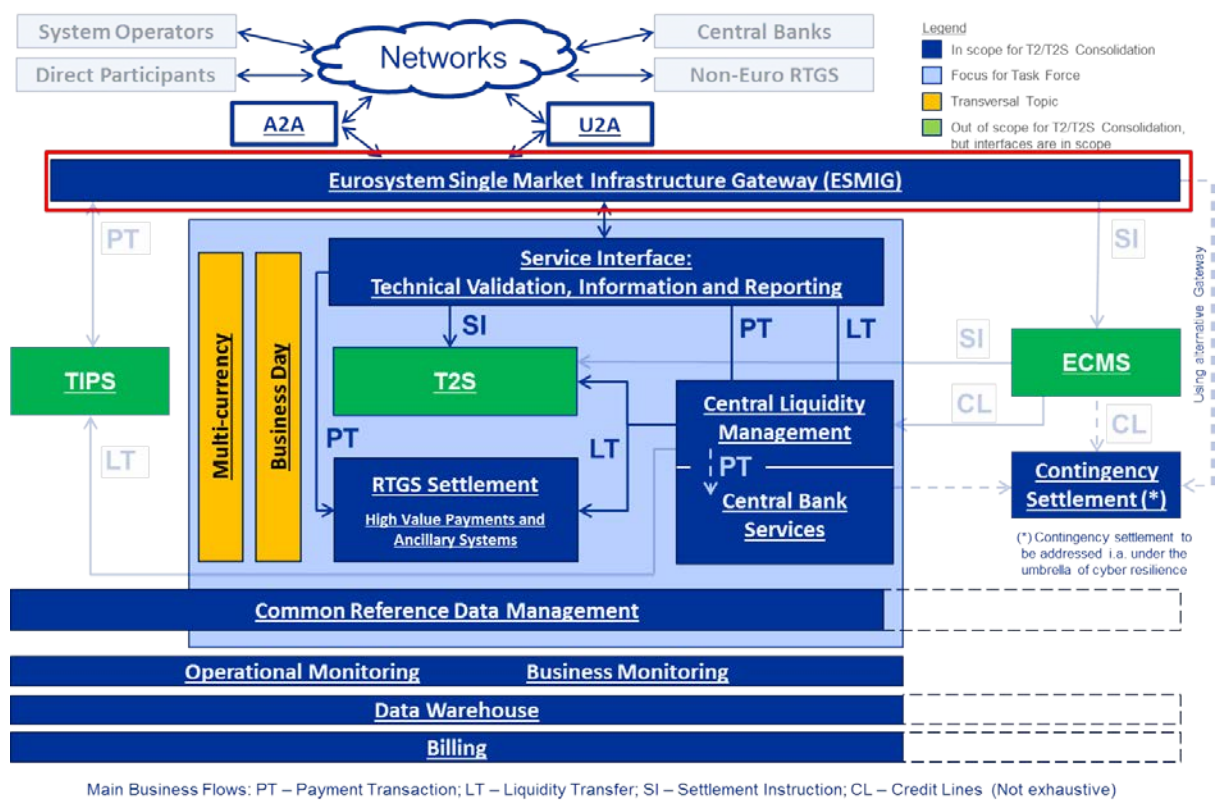 System Operators
Direct Participants
Networks
Central Banks
Non-Euro RTGS
Legend
In scope for T2/T2S Consolidation
Focus for Task Force
Transversal Topic
Out of scope for T2/T2S Consolidation,
but interfaces are in scope
A2A
U2A
Eurosystem Single Market Infrastructure Gateway (ESMIG)
PT
SI
Using alternative Gateway
Service Interface:
Technical Validation, Information and Reporting
SI
PT
LT
Multi-currency
Business Day
TIPS
T2S
SI
ECMS
Central Liquidity
Management
CL
CL
PT
LT
LT
PT
RTGS Settlement
High Value Payments and
Ancillary Systems
Central Bank
Services
Contingency
Settlement (*)
(*) Contingency settlement to
be addressed i.a. under the
umbrella of cyber resilience
Common Reference Data Management
Operational Monitoring
Business Monitoring
Data Warehouse
Billing
Main Business Flows: PT – Payment Transaction; LT – Liquidity Transfer; SI – Settlement Instruction; CL – Credit Lines (Not exhaustive)